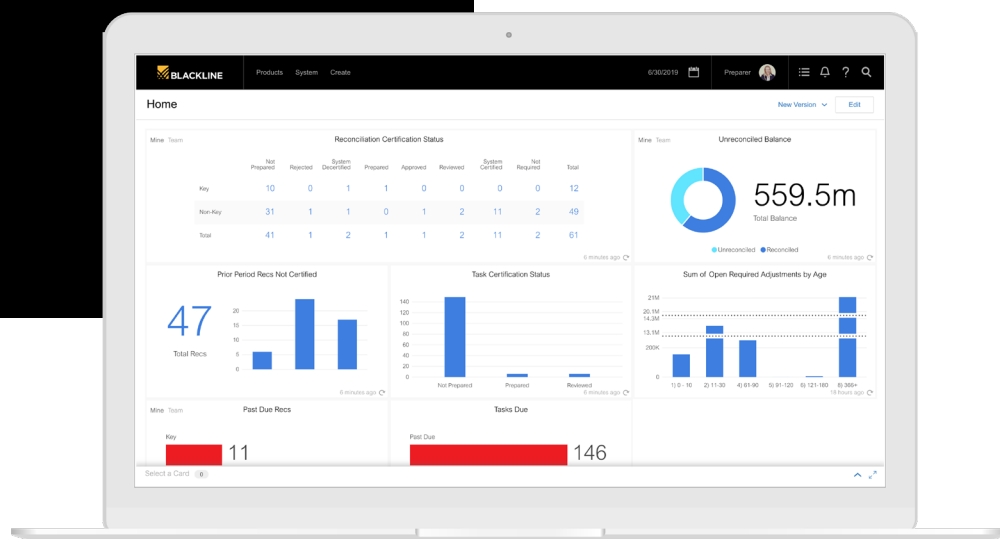 BLACKLINE Products System Create 6/30/2019 Preparer
Home New Version Edit
Mine Team Reconciliation Certification Status
Not Prepared Rejected System Decertified Prepared Approved Reviewed System Certified Not Required Total
Key 10 0 1 1 0 0 0 0 12
Non-Key 31 1 1 0 1 2 11 2 49
Total 41 1 2 1 1 2 11 2 61
6 minutes ago
Mine Team Unreconciled Balance
559.5m
Total Balance
Unreconciled Reconciled
6 minutes ago
Prior Period Recs Not Certified
47
Total Recs
20
15
10
5
0
6 minutes ago
Task Certification Status
140
120
100
80
60
40
20
0
Not Prepared Prepared Reviewed
6 minutes ago
Sum of Open Required Adjustments by Age
21M
20.1M
14.3M
13.1M
200K
0
1) 0 - 10 2) 11-30 4) 61-90 5) 91-120 6) 121-180 8) 366+
18 hours ago
Mine Team Past Due Recs
Key
11
Tasks Due
Past Due
146
Select a Card 0